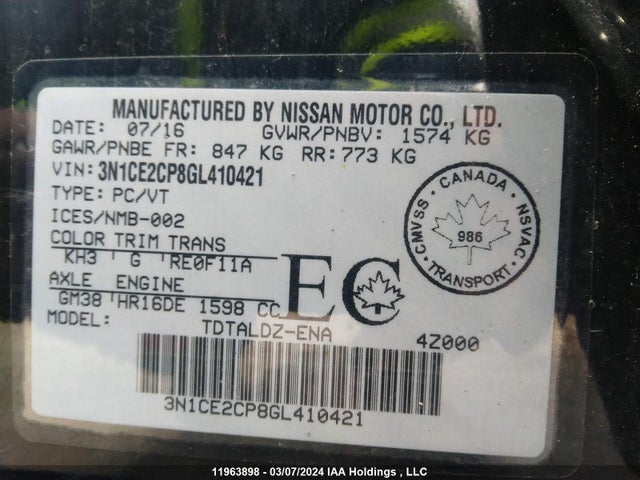 MANUFACTURED BY NISSAN MOTOR CO., LTD.
DATE: 07/16 GVWR/PNBV: 1574 KG
GAWR/PNBE FR: 847 KG RR: 773 KG
VIN: 3N1CE2CP8GL410421
TYPE: PC/VT
ICES/NMB-002
COLOR TRIM TRANS
KH3 G RE0F11A
AXLE ENGINE
GM38 HR16DE 1598 CC
MODEL: TDTALDZ-ENA 4Z000
EC
CANADA
CMVSS · NSVAC
986
TRANSPORT
3N1CE2CP8GL410421
11963898 - 03/07/2024 IAA Holdings , LLC